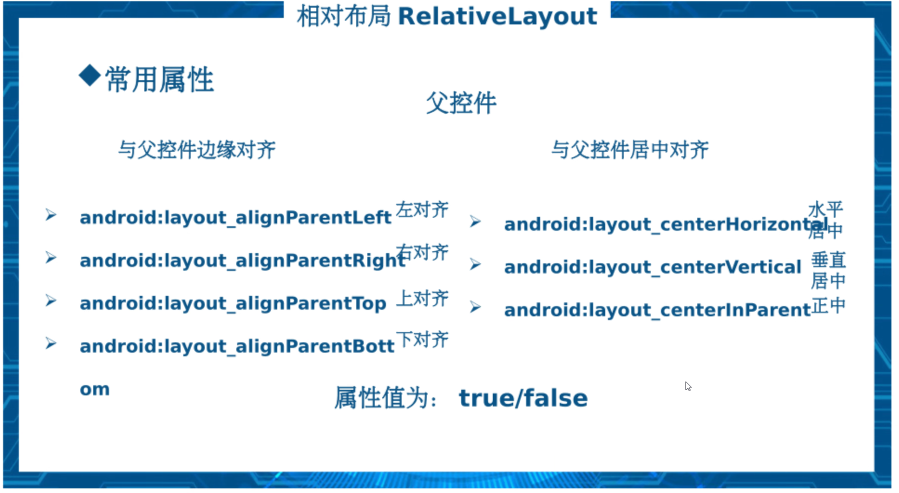 相对布局 RelativeLayout
常用属性
父控件
与父控件边缘对齐
android:layout_alignParentLeft 左对齐
android:layout_alignParentRight 右对齐
android:layout_alignParentTop 上对齐
android:layout_alignParentBott 下对齐
om
与父控件居中对齐
android:layout_centerHorizontal 水平
居中
android:layout_centerVertical 垂直
居中
android:layout_centerInParent 正中
属性值为： true/false